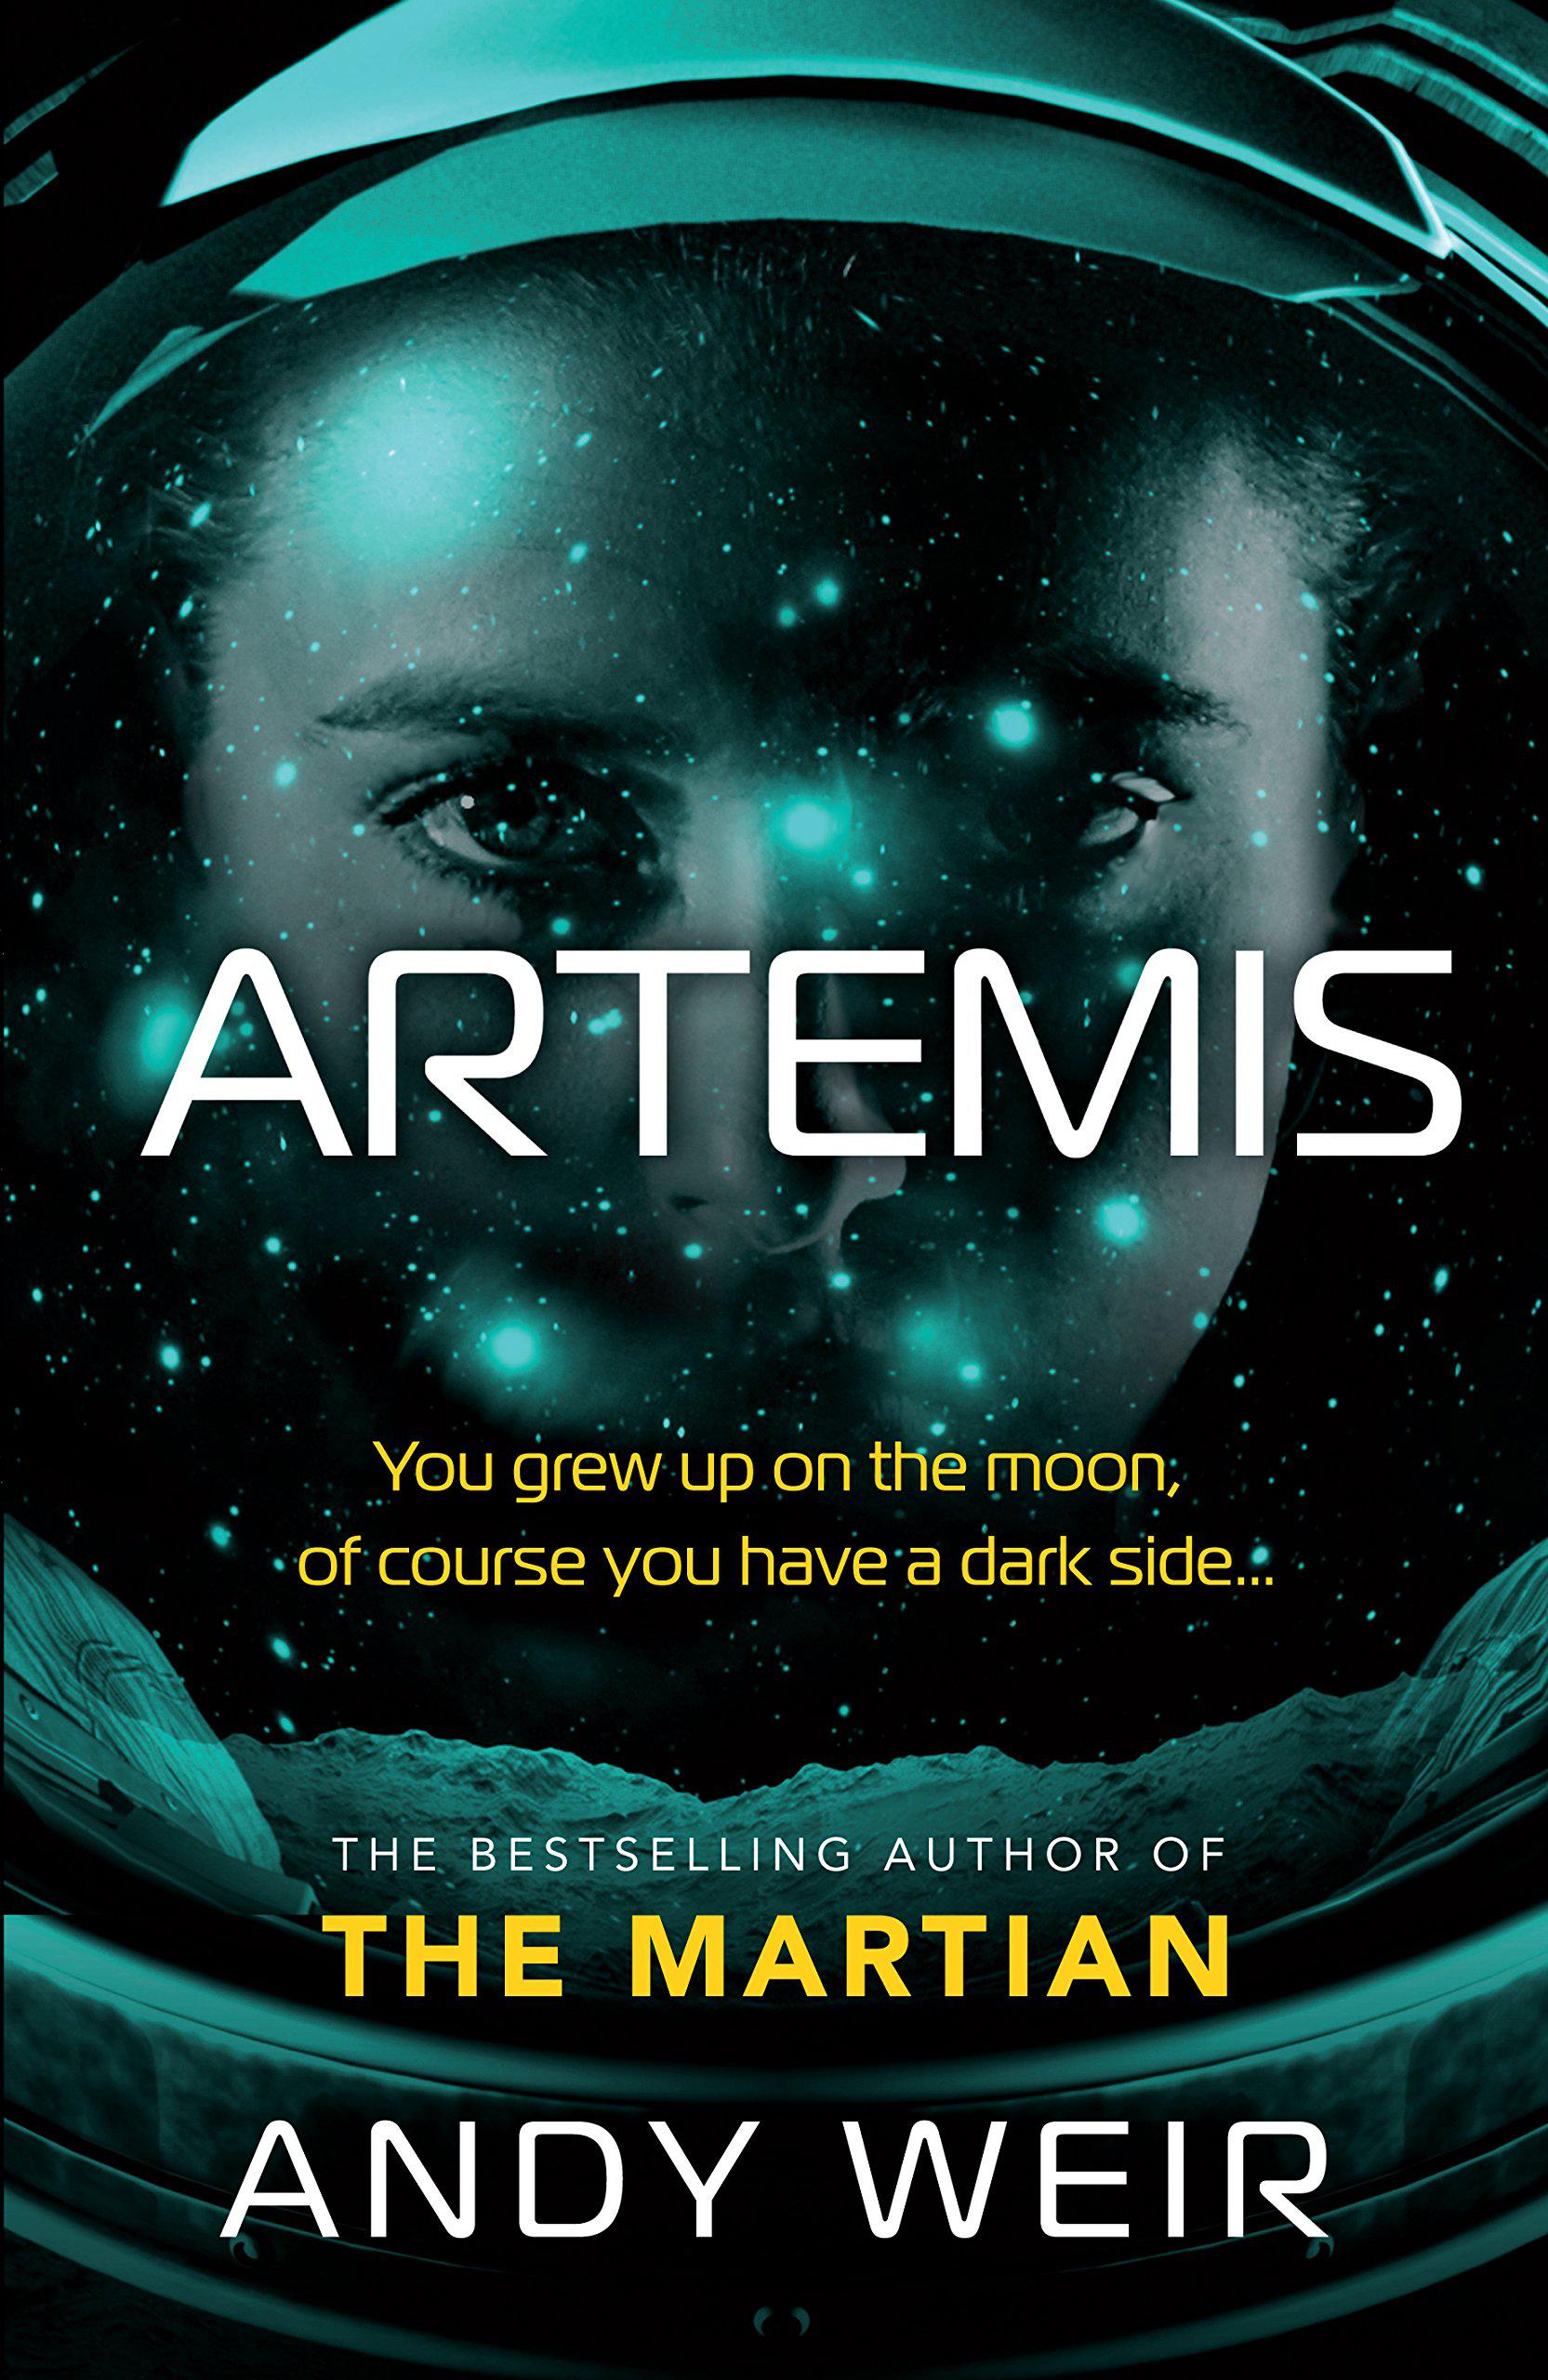 ARTEMIS
You grew up on the moon,
of course you have a dark side...
THE BESTSELLING AUTHOR OF
THE MARTIAN
ANDY WEIR